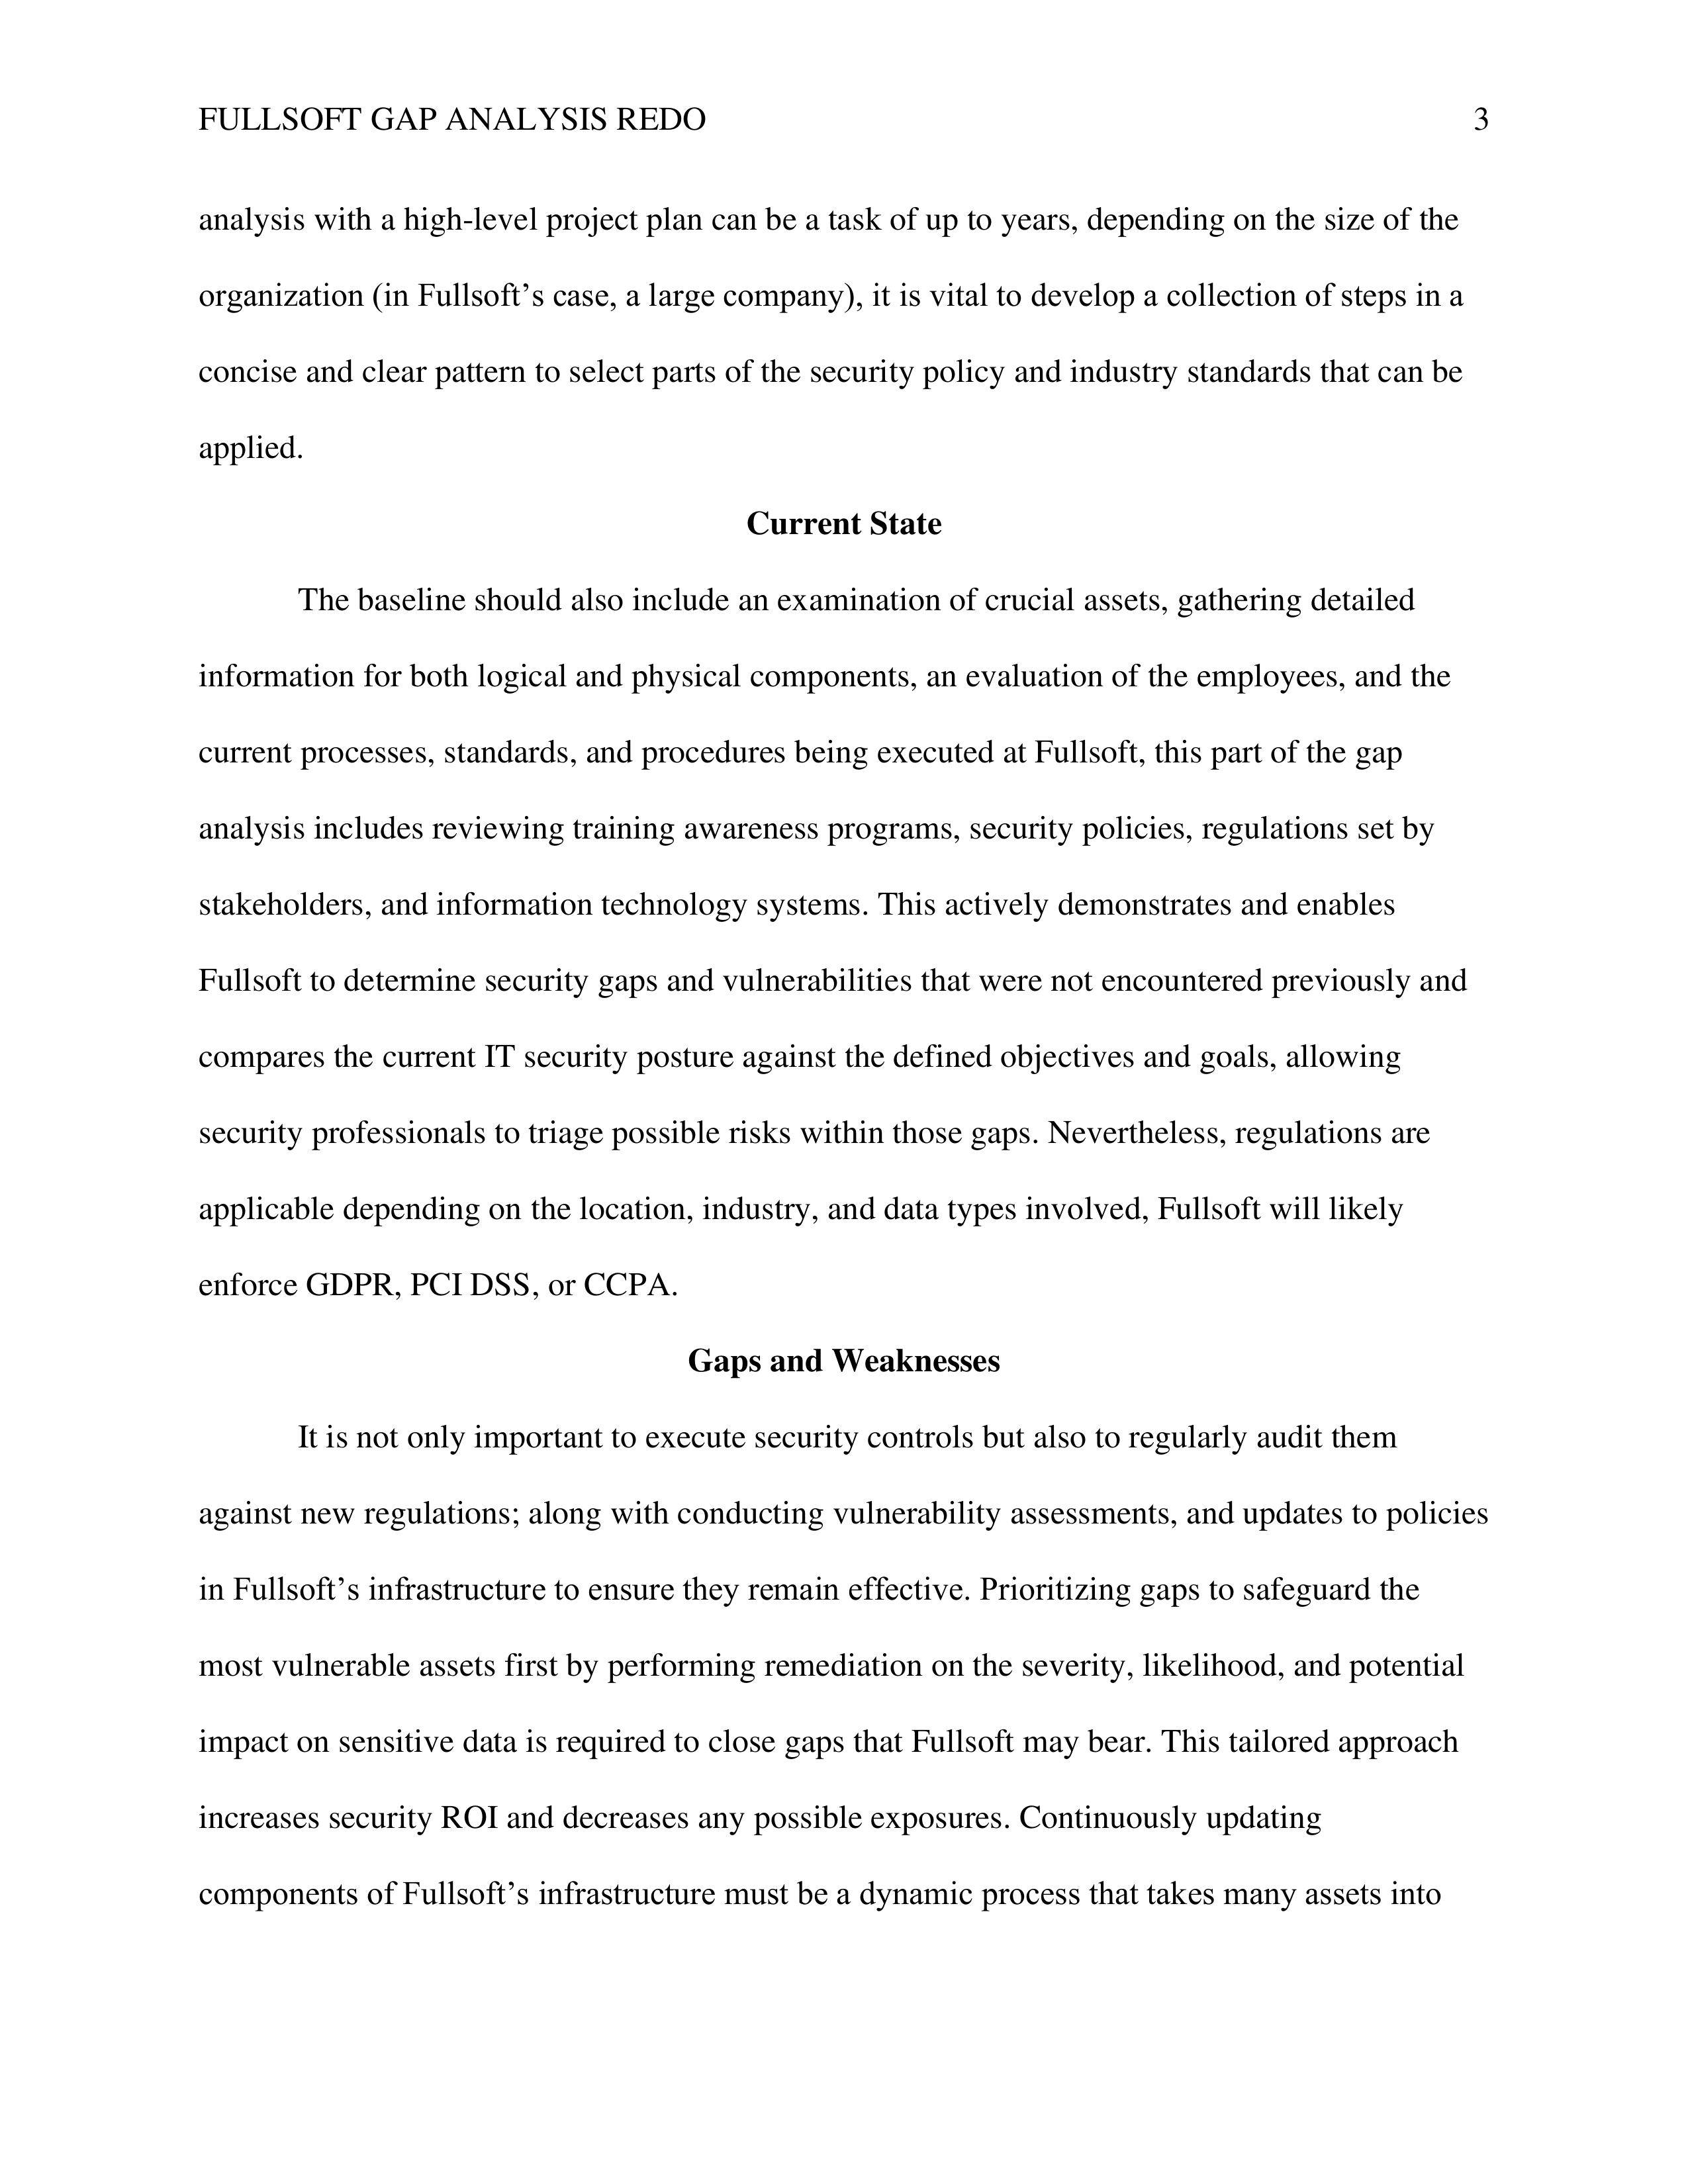 FULLSOFT GAP ANALYSIS REDO 3
analysis with a high-level project plan can be a task of up to years, depending on the size of the
organization (in Fullsoft’s case, a large company), it is vital to develop a collection of steps in a
concise and clear pattern to select parts of the security policy and industry standards that can be
applied.
Current State
The baseline should also include an examination of crucial assets, gathering detailed
information for both logical and physical components, an evaluation of the employees, and the
current processes, standards, and procedures being executed at Fullsoft, this part of the gap
analysis includes reviewing training awareness programs, security policies, regulations set by
stakeholders, and information technology systems. This actively demonstrates and enables
Fullsoft to determine security gaps and vulnerabilities that were not encountered previously and
compares the current IT security posture against the defined objectives and goals, allowing
security professionals to triage possible risks within those gaps. Nevertheless, regulations are
applicable depending on the location, industry, and data types involved, Fullsoft will likely
enforce GDPR, PCI DSS, or CCPA.
Gaps and Weaknesses
It is not only important to execute security controls but also to regularly audit them
against new regulations; along with conducting vulnerability assessments, and updates to policies
in Fullsoft’s infrastructure to ensure they remain effective. Prioritizing gaps to safeguard the
most vulnerable assets first by performing remediation on the severity, likelihood, and potential
impact on sensitive data is required to close gaps that Fullsoft may bear. This tailored approach
increases security ROI and decreases any possible exposures. Continuously updating
components of Fullsoft’s infrastructure must be a dynamic process that takes many assets into